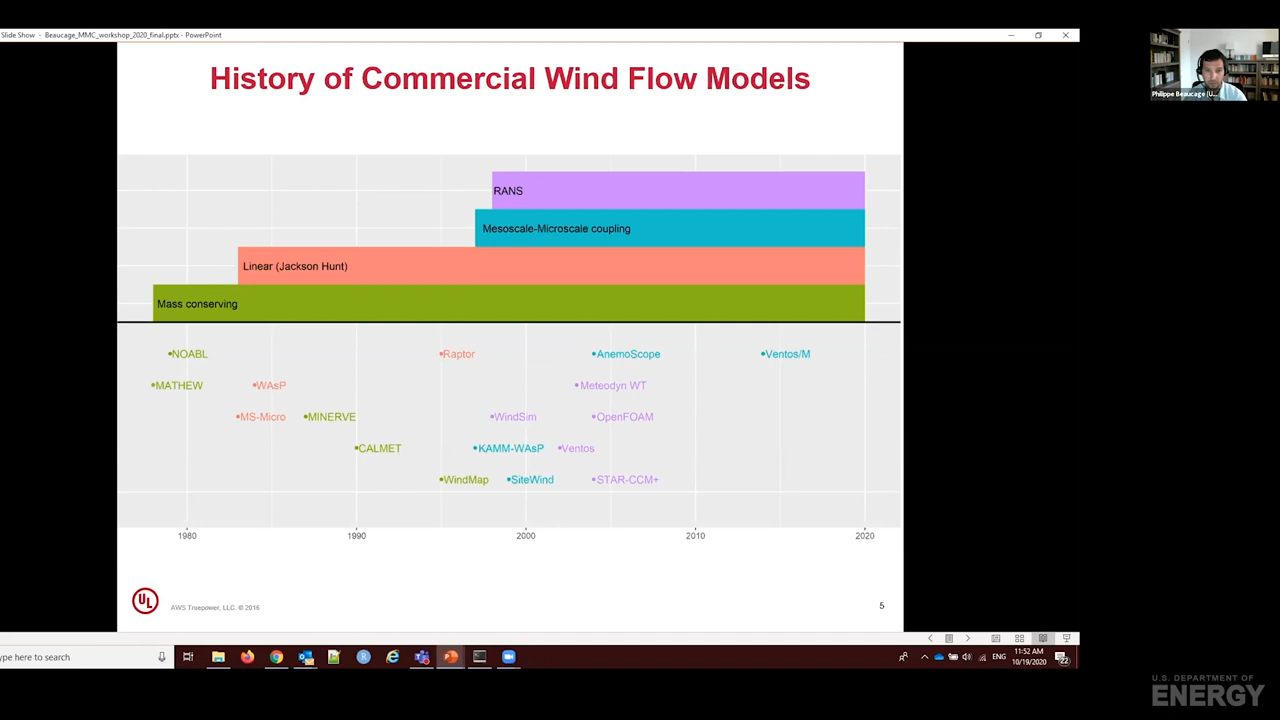 Slide Show - Beaucage_MMC_workshop_2020_final.pptx - PowerPoint
History of Commercial Wind Flow Models
Philippe Beaucage (U...
RANS
Mesoscale-Microscale coupling
Linear (Jackson Hunt)
Mass conserving
NOABL
Raptor
AnemoScope
Ventos/M
MATHEW
WAsP
Meteodyn WT
MS-Micro
MINERVE
WindSim
OpenFOAM
CALMET
KAMM-WAsP
Ventos
WindMap
SiteWind
STAR-CCM+
1980
1990
2000
2010
2020
UL
AWS Truepower, LLC. © 2016
5
ype here to search
ENG
11:52 AM
10/19/2020
22
U.S. DEPARTMENT OF
ENERGY